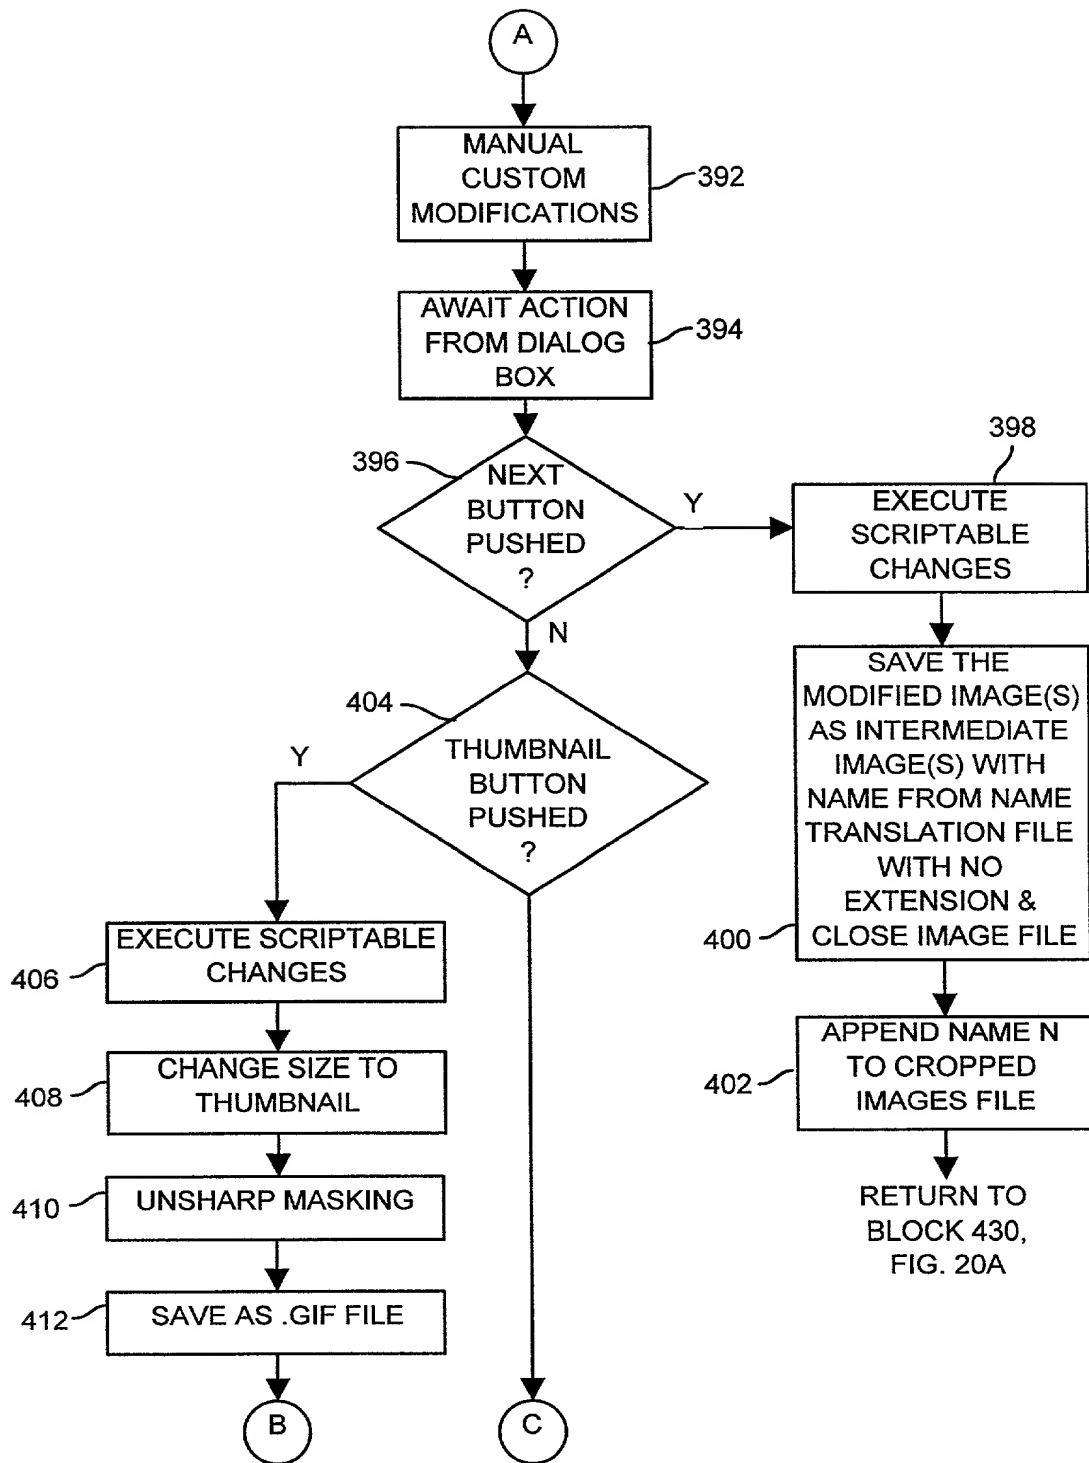 A
MANUAL
CUSTOM
MODIFICATIONS
392
AWAIT ACTION
FROM DIALOG
BOX
394
396
NEXT
BUTTON
PUSHED
?
Y
N
398
EXECUTE
SCRIPTABLE
CHANGES
SAVE THE
MODIFIED IMAGE(S)
AS INTERMEDIATE
IMAGE(S) WITH
NAME FROM NAME
TRANSLATION FILE
WITH NO
EXTENSION &
CLOSE IMAGE FILE
400
APPEND NAME N
TO CROPPED
IMAGES FILE
402
RETURN TO
BLOCK 430,
FIG. 20A
404
THUMBNAIL
BUTTON
PUSHED
?
Y
EXECUTE SCRIPTABLE
CHANGES
406
CHANGE SIZE TO
THUMBNAIL
408
UNSHARP MASKING
410
SAVE AS .GIF FILE
412
B
C